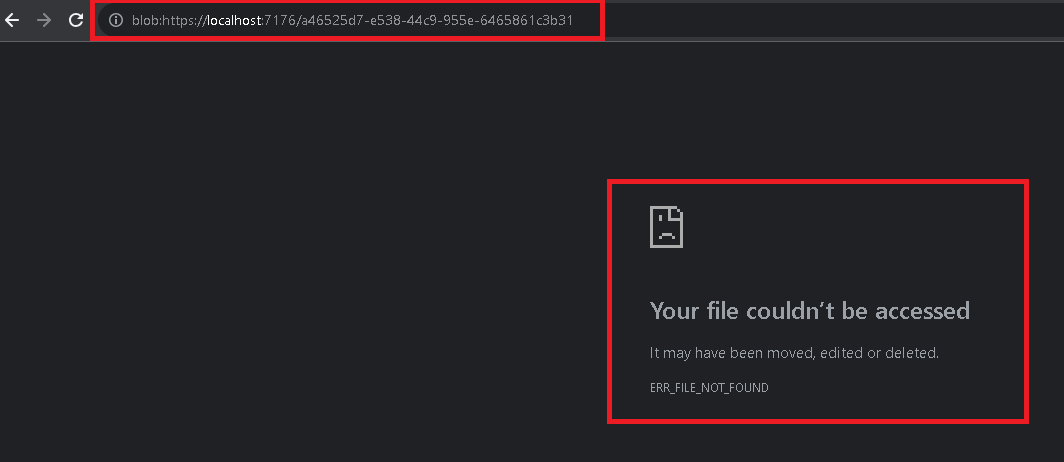 blob:https://localhost:7176/a46525d7-e538-44c9-955e-6465861c3b31
Your file couldn’t be accessed
It may have been moved, edited or deleted.
ERR_FILE_NOT_FOUND